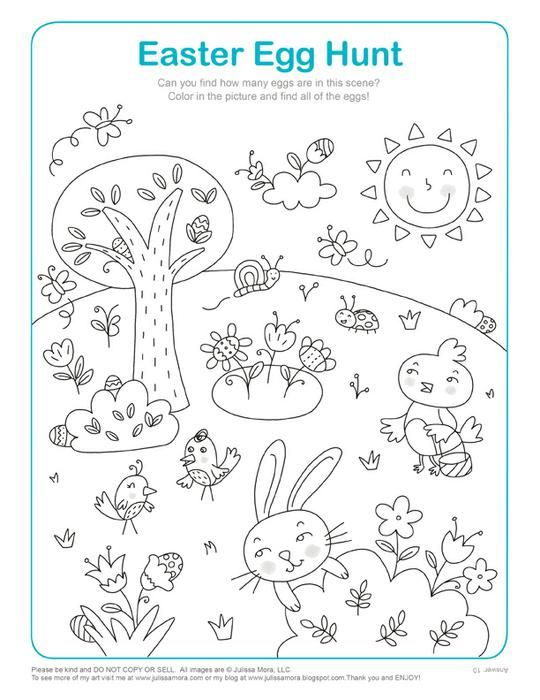 Easter Egg Hunt
Can you find how many eggs are in this scene?
Color in the picture and find all of the eggs!
Please be kind and DO NOT COPY OR SELL. All images are © Julissa Mora, LLC.
To see more of my art visit me at www.julissamora.com or my blog at www.julissamora.blogspot.com.Thank you and ENJOY!
Answer 13